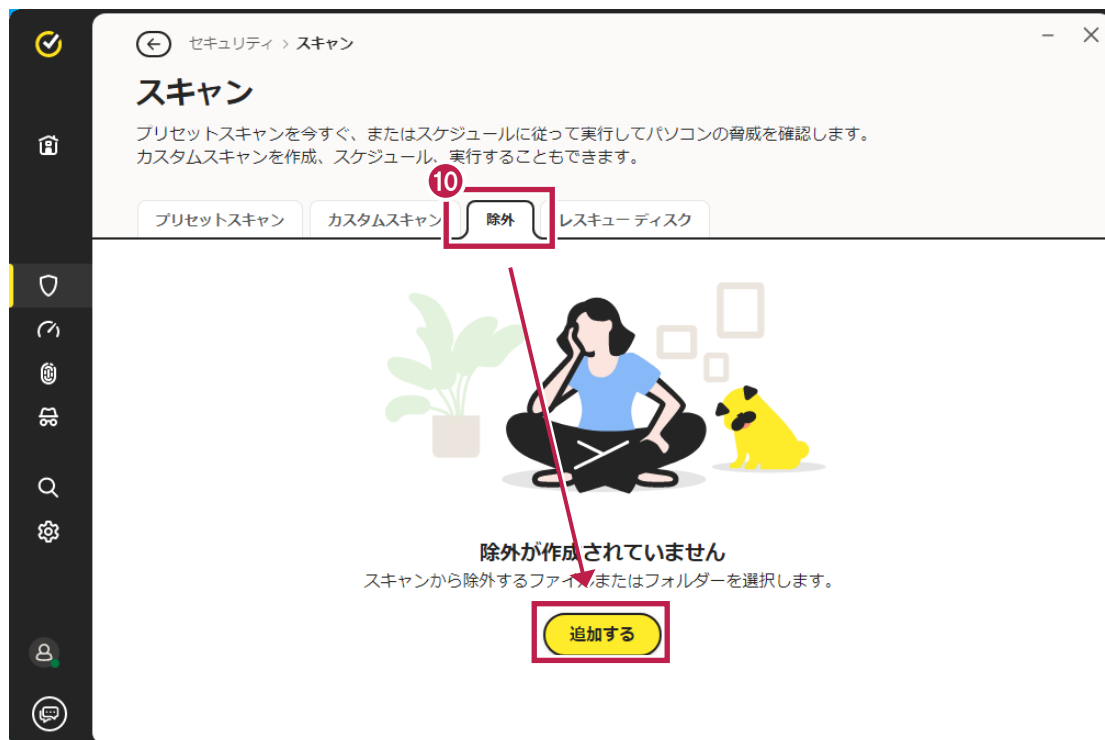 セキュリティ > スキャン
スキャン
プリセットスキャンを今すぐ、またはスケジュールに従って実行してパソコンの脅威を確認します。
カスタムスキャンを作成、スケジュール、実行することもできます。
10
プリセットスキャン カスタムスキャン 除外 レスキュー ディスク
除外が作成されていません
スキャンから除外するファイルまたはフォルダーを選択します。
追加する